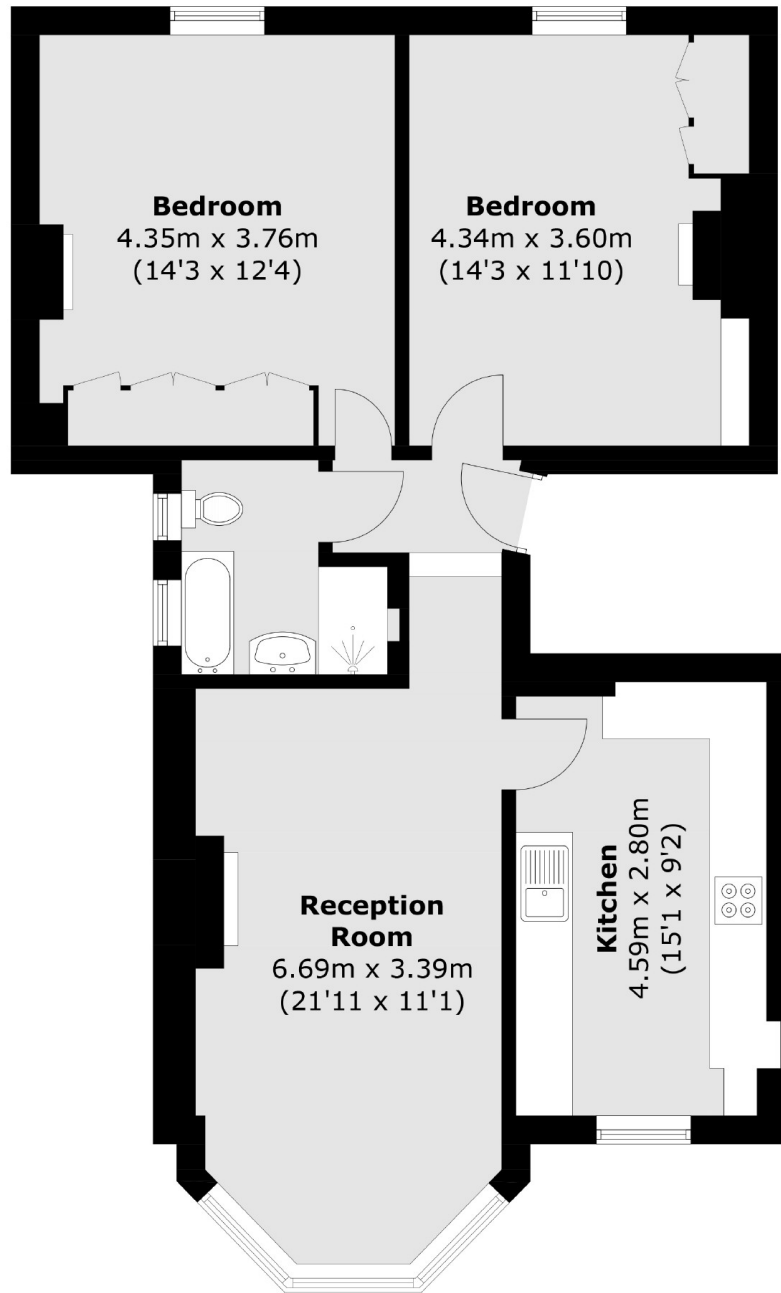 Bedroom
4.35m x 3.76m
(14'3 x 12'4)
Bedroom
4.34m x 3.60m
(14'3 x 11'10)
Reception
Room
6.69m x 3.39m
(21'11 x 11'1)
Kitchen
4.59m x 2.80m
(15'1 x 9'2)